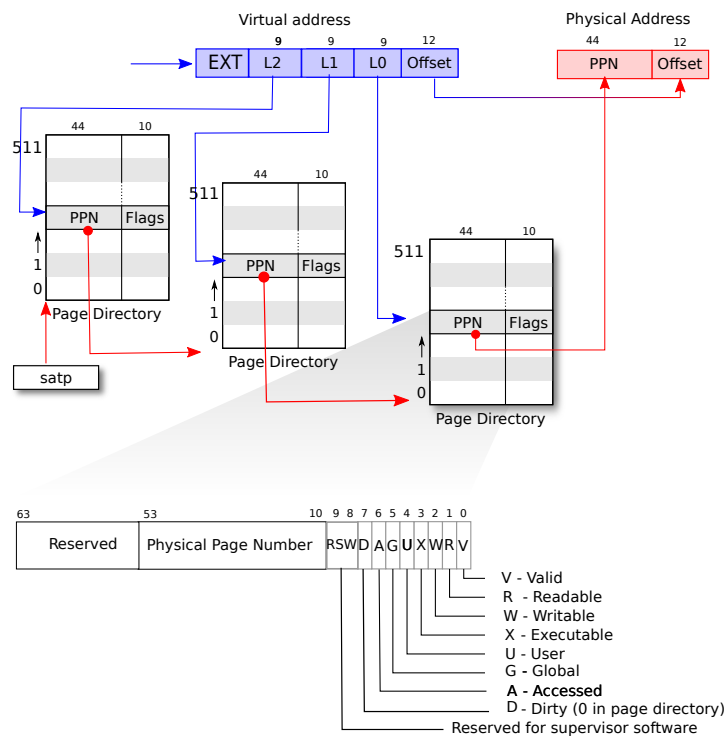 Virtual address
Physical Address
9 9 9 12
EXT L2 L1 L0 Offset
44 12
PPN Offset
44 10
511
PPN Flags
1
0
Page Directory
satp
44 10
511
PPN Flags
1
0
Page Directory
44 10
511
PPN Flags
1
0
Page Directory
63 53 10 9 8 7 6 5 4 3 2 1 0
Reserved Physical Page Number RSW D A G U X W R V
V - Valid
R - Readable
W - Writable
X - Executable
U - User
G - Global
A - Accessed
D - Dirty (0 in page directory)
Reserved for supervisor software